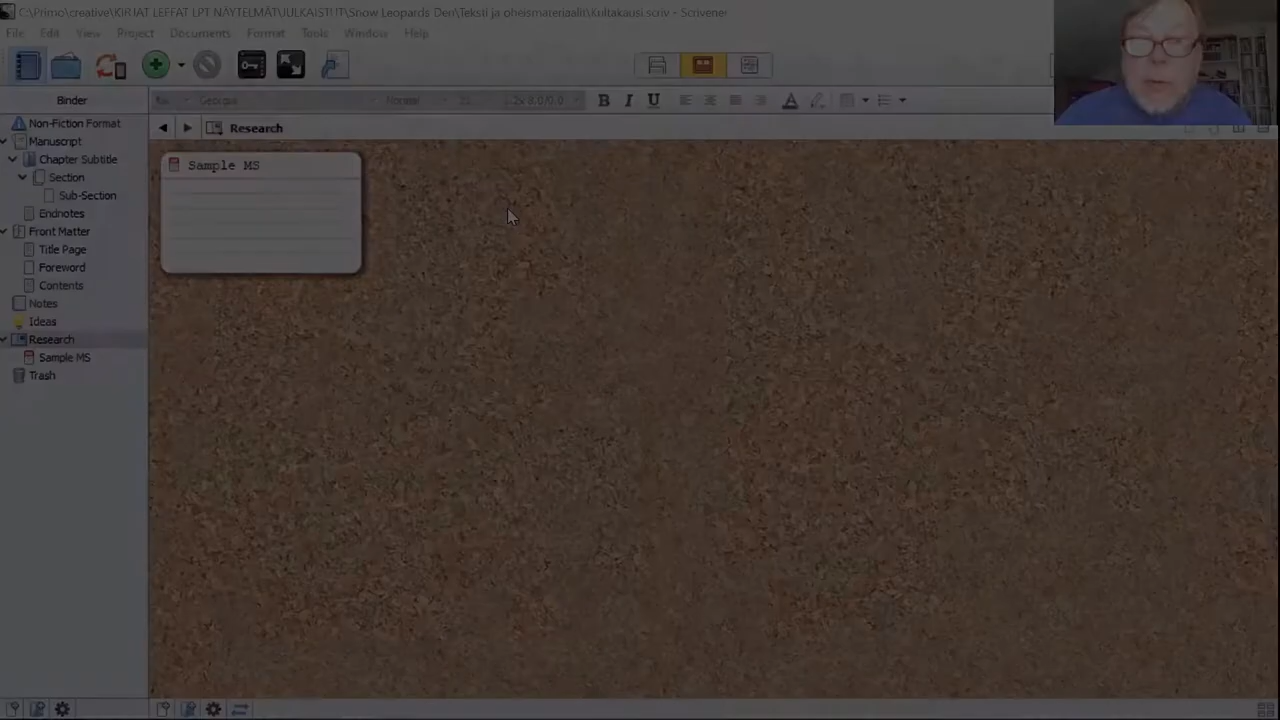 C:\Primo\creative\KIRJAT LEFFAT LPT NÄYTELMÄT\JULKAISTUT\Snow Leopards Den\Teksti ja oheismateriaalit\Kultakausi.scriv - Scrivener
File Edit View Project Documents Format Tools Window Help
Binder
Georgia Normal
B I U A
Research
Non-Fiction Format
Manuscript
Chapter Subtitle
Section
Sub-Section
Endnotes
Front Matter
Title Page
Foreword
Contents
Notes
Ideas
Research
Sample MS
Trash
Sample MS